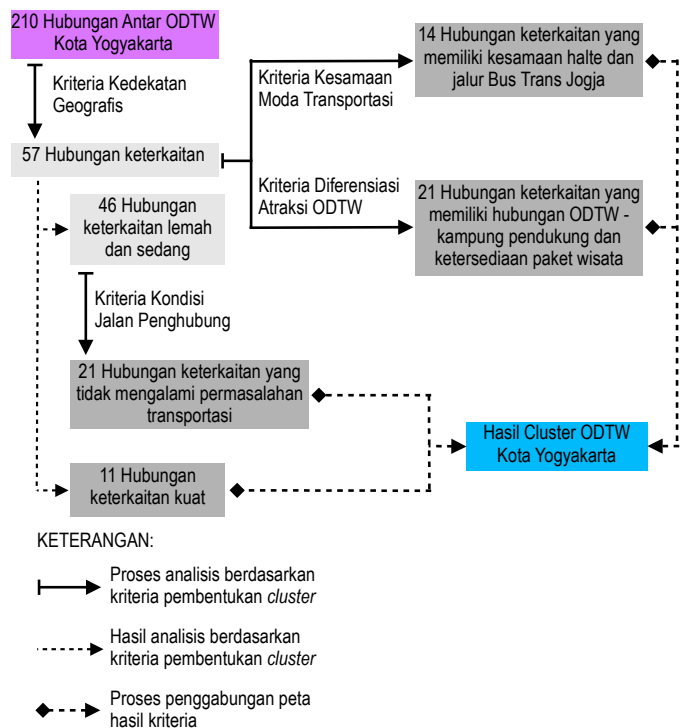 210 Hubungan Antar ODTW
Kota Yogyakarta
Kriteria Kedekatan
Geografis
57 Hubungan keterkaitan
46 Hubungan
keterkaitan lemah
dan sedang
Kriteria Kondisi
Jalan Penghubung
21 Hubungan keterkaitan yang
tidak mengalami permasalahan
transportasi
11 Hubungan
keterkaitan kuat
Kriteria Kesamaan
Moda Transportasi
Kriteria Diferensiasi
Atraksi ODTW
14 Hubungan keterkaitan yang
memiliki kesamaan halte dan
jalur Bus Trans Jogja
21 Hubungan keterkaitan yang
memiliki hubungan ODTW -
kampung pendukung dan
ketersediaan paket wisata
Hasil Cluster ODTW
Kota Yogyakarta
KETERANGAN:
Proses analisis berdasarkan
kriteria pembentukan cluster
Hasil analisis berdasarkan
kriteria pembentukan cluster
Proses penggabungan peta
hasil kriteria